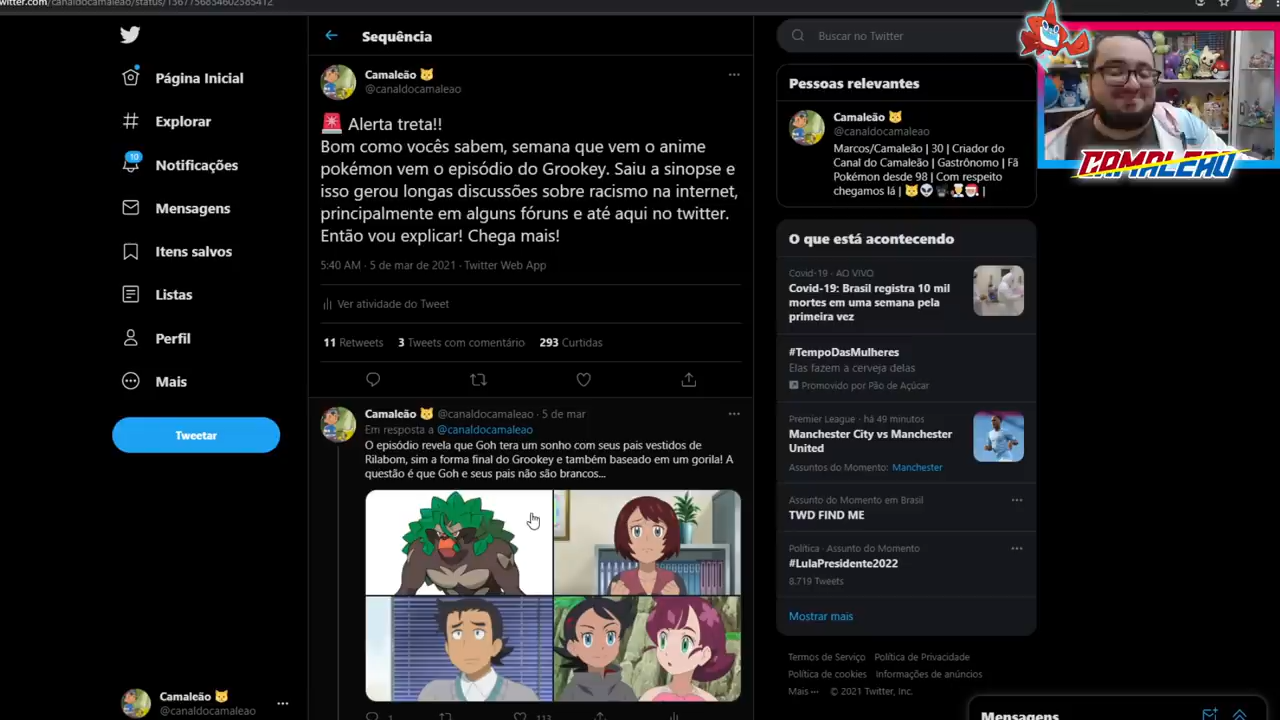 witter.com/canaldocamaleao/status/1367756834602585412
Sequência
Buscar no Twitter
Página Inicial
Explorar
10
Notificações
Mensagens
Itens salvos
Listas
Perfil
Mais
Tweetar
Camaleão
@canaldocamaleao
Camaleão
@canaldocamaleao
Alerta treta!!
Bom como vocês sabem, semana que vem o anime
pokémon vem o episódio do Grookey. Saiu a sinopse e
isso gerou longas discussões sobre racismo na internet,
principalmente em alguns fóruns e até aqui no twitter.
Então vou explicar! Chega mais!
5:40 AM · 5 de mar de 2021 · Twitter Web App
Ver atividade do Tweet
11 Retweets 3 Tweets com comentário 293 Curtidas
Camaleão @canaldocamaleao · 5 de mar
Em resposta a @canaldocamaleao
O episódio revela que Goh tera um sonho com seus pais vestidos de
Rilabom, sim a forma final do Grookey e também baseado em um gorila! A
questão é que Goh e seus pais não são brancos...
1 113
Pessoas relevantes
Camaleão
@canaldocamaleao
Marcos/Camaleão | 30 | Criador do
Canal do Camaleão | Gastrônomo | Fã
Pokémon desde 98 | Com respeito
chegamos lá |
O que está acontecendo
Covid-19 · AO VIVO
Covid-19: Brasil registra 10 mil
mortes em uma semana pela
primeira vez
#TempoDasMulheres
Elas fazem a cerveja delas
Promovido por Pão de Açúcar
Premier League · há 49 minutos
Manchester City vs Manchester
United
Assuntos do Momento: Manchester
Assunto do Momento em Brasil
TWD FIND ME
Política · Assunto do Momento
#LulaPresidente2022
8.719 Tweets
Mostrar mais
Termos de Serviço Política de Privacidade
Política de cookies Informações de anúncios
Mais ··· © 2021 Twitter, Inc.
Mensagens
CAMALEÃO